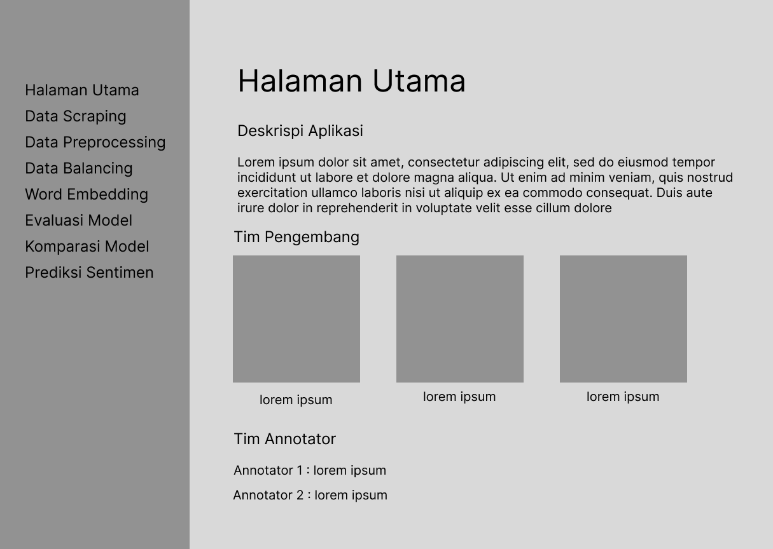 Halaman Utama
Data Scraping
Data Preprocessing
Data Balancing
Word Embedding
Evaluasi Model
Komparasi Model
Prediksi Sentimen
Halaman Utama
Deskrispi Aplikasi
Lorem ipsum dolor sit amet, consectetur adipiscing elit, sed do eiusmod tempor
incididunt ut labore et dolore magna aliqua. Ut enim ad minim veniam, quis nostrud
exercitation ullamco laboris nisi ut aliquip ex ea commodo consequat. Duis aute
irure dolor in reprehenderit in voluptate velit esse cillum dolore
Tim Pengembang
lorem ipsum
lorem ipsum
lorem ipsum
Tim Annotator
Annotator 1 : lorem ipsum
Annotator 2 : lorem ipsum